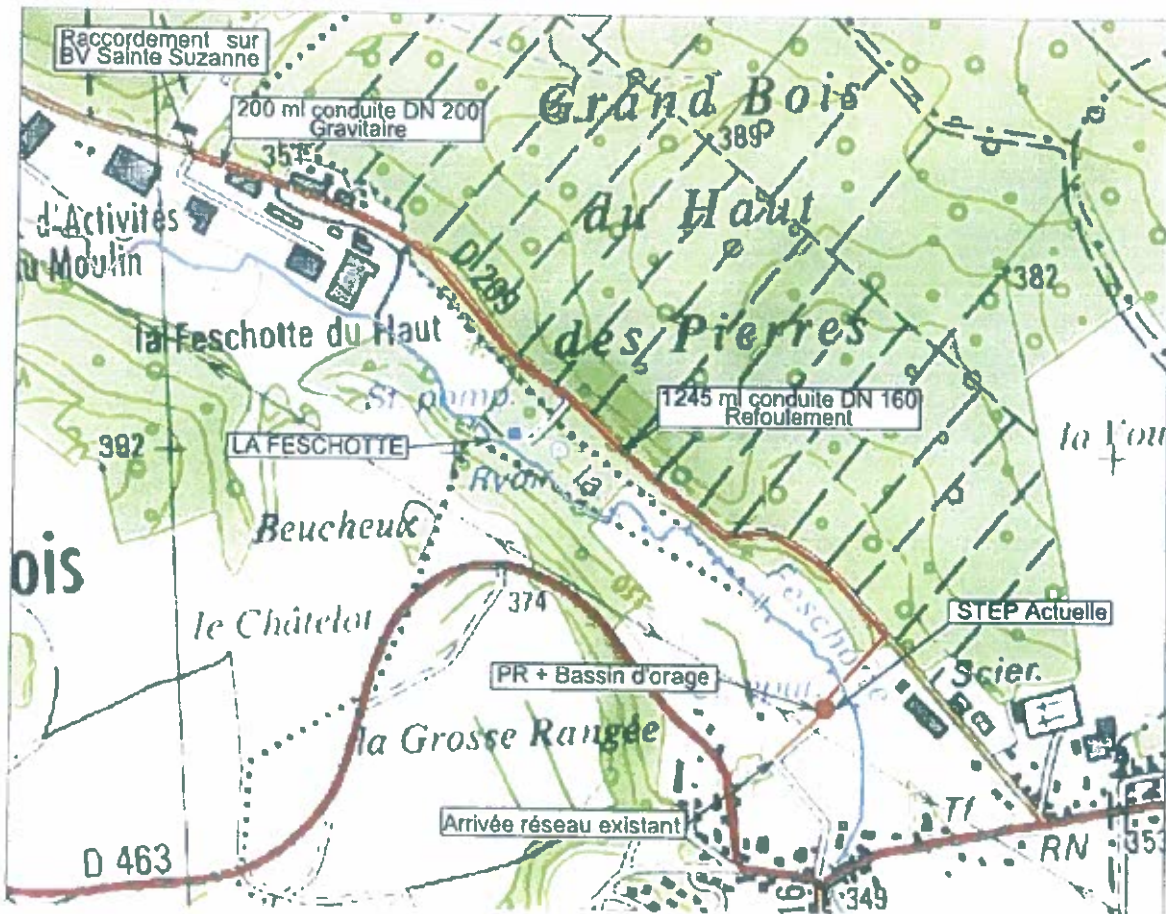 Raccordement sur
BV Sainte Suzanne
200 ml conduite DN 200
Gravitaire
Grand Bois
389
du Haut
d'Activités
Moulin
D 289
382
la Feschotte du Haut
des Pierres
St. pomp.
1245 ml conduite DN 160
Refoulement
LA FESCHOTTE
382
la
Beucheux
ois
374
le Châtelot
STEP Actuelle
PR + Bassin d'orage
Scier.
la Grosse Rangée
Arrivée réseau existant
Tf
RN
353
D 463
349